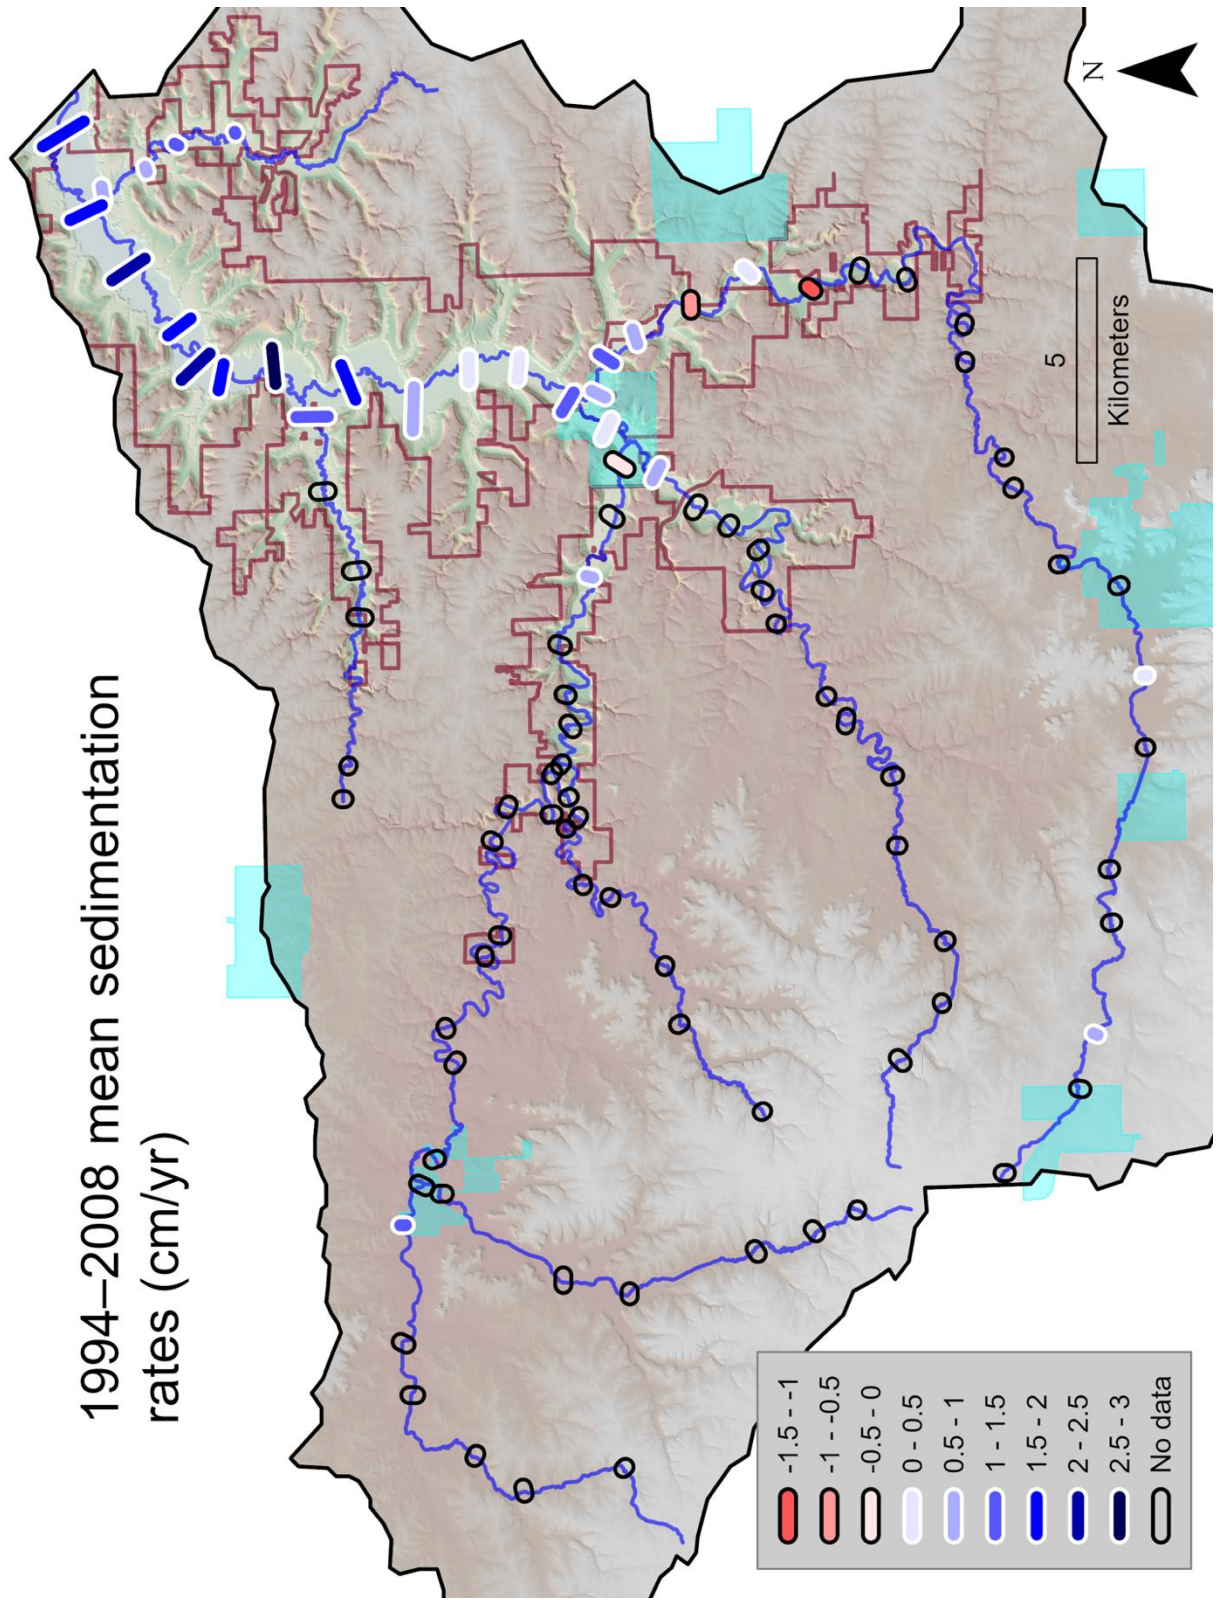 1994–2008 mean sedimentation
rates (cm/yr)
-1.5 - -1
-1 - -0.5
-0.5 - 0
0 - 0.5
0.5 - 1
1 - 1.5
1.5 - 2
2 - 2.5
2.5 - 3
No data
5
Kilometers
N